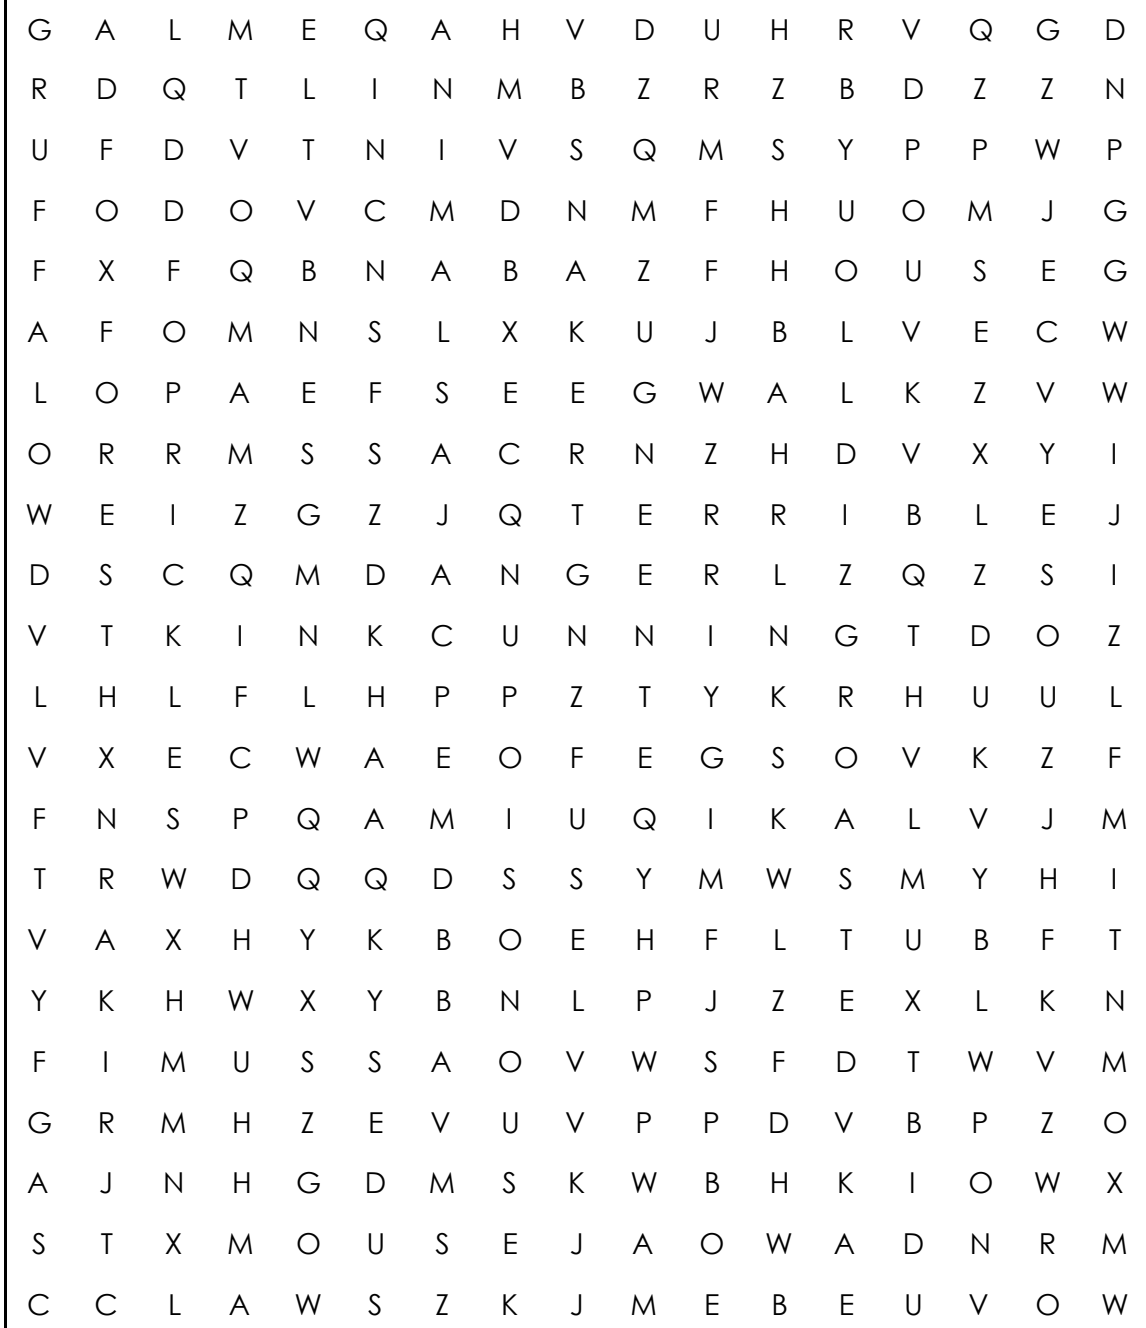 G A L M E Q A H V D U H R V Q G D
R D Q T L I N M B Z R Z B D Z Z N
U F D V T N I V S Q M S Y P P W P
F O D O V C M D N M F H U O M J G
F X F Q B N A B A Z F H O U S E G
A F O M N S L X K U J B L V E C W
L O P A E F S E E G W A L K Z V W
O R R M S S A C R N Z H D V X Y I
W E I Z G Z J Q T E R R I B L E J
D S C Q M D A N G E R L Z Q Z S I
V T K I N K C U N N I N G T D O Z
L H L F L H P P Z T Y K R H U U L
V X E C W A E O F E G S O V K Z F
F N S P Q A M I U Q I K A L V J M
T R W D Q Q D S S Y M W S M Y H I
V A X H Y K B O E H F L T U B F T
Y K H W X Y B N L P J Z E X L K N
F I M U S S A O V W S F D T W V M
G R M H Z E V U V P P D V B P Z O
A J N H G D M S K W B H K I O W X
S T X M O U S E J A O W A D N R M
C C L A W S Z K J M E B E U V O W